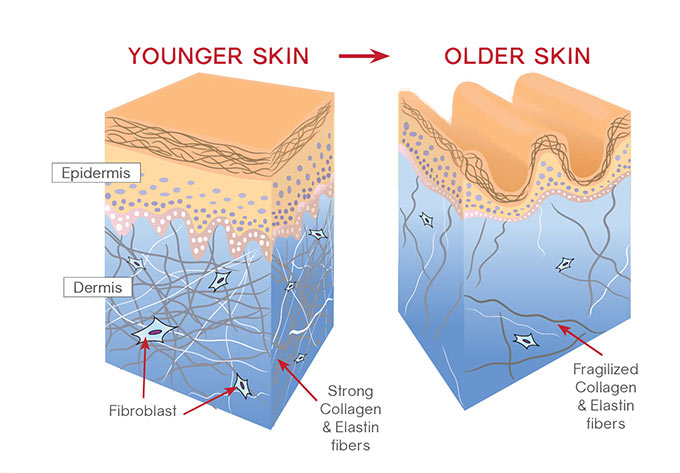 YOUNGER SKIN
OLDER SKIN
Epidermis
Dermis
Fibroblast
Strong
Collagen
& Elastin
fibers
Fragilized
Collagen
& Elastin
fibers